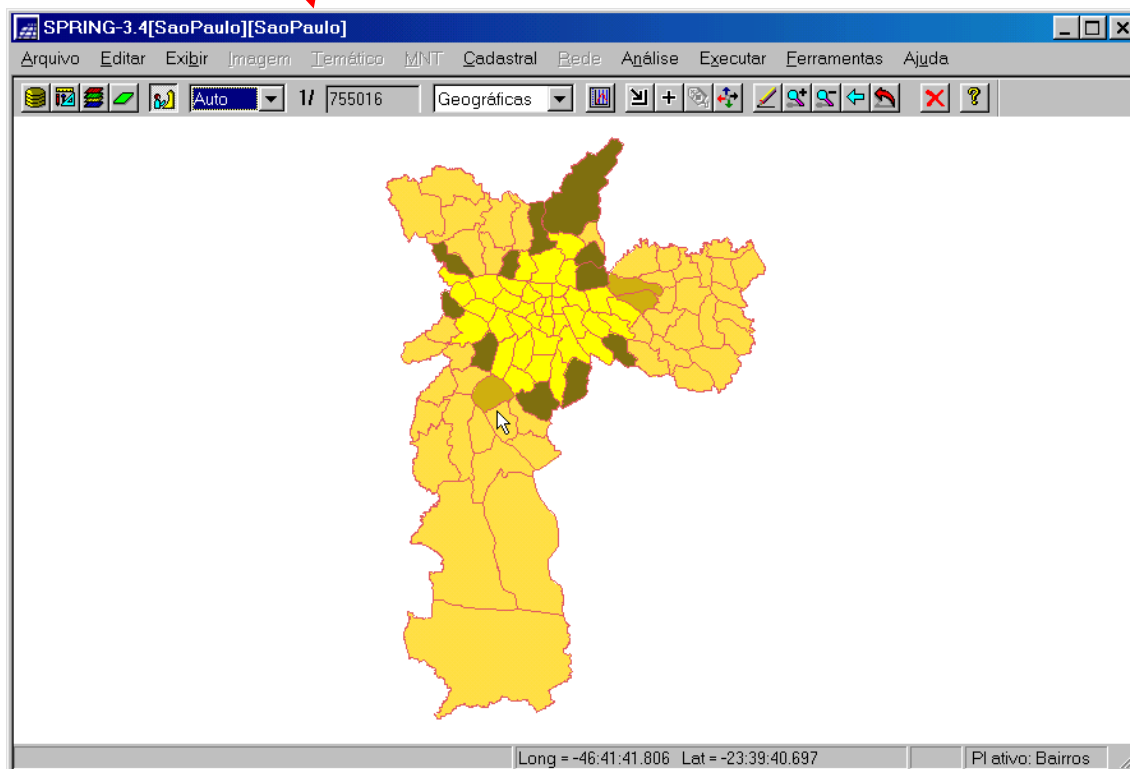 SPRING-3.4[SaoPaulo][SaoPaulo]
Arquivo Editar Exibir Imagem Temático MNT Cadastral Rede Análise Executar Ferramentas Ajuda
Auto 1/ 755016 Geográficas
Long = -46:41:41.806 Lat = -23:39:40.697 PI ativo: Bairros